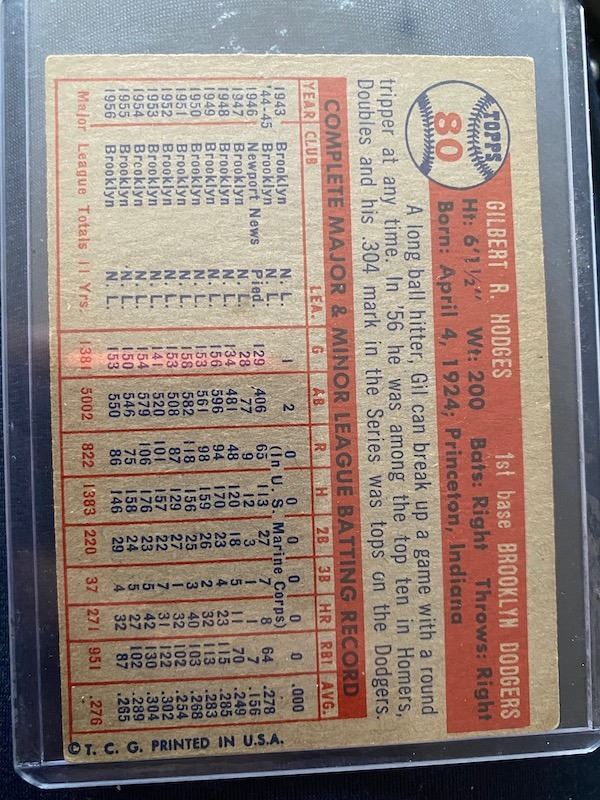 TOPPS
80
GILBERT R. HODGES 1st base BROOKLYN DODGERS
Ht: 6'1½" Wt: 200 Bats: Right Throws: Right
Born: April 4, 1924; Princeton, Indiana
A long ball hitter, Gil can break up a game with a round
tripper at any time. In '56 he was among the top ten in Homers,
Doubles and his .304 mark in the Series was tops on the Dodgers.
COMPLETE MAJOR & MINOR LEAGUE BATTING RECORD
YEAR CLUB LEA. G AB R H 2B 3B HR RBI AVG.
1943 Brooklyn N. L. 1 2 0 0 0 0 0 0 .000
'44-45 Brooklyn N. L. (In U. S. Marine Corps)
1946 Newport News Pied. 129 406 65 113 27 7 8 64 .278
1947 Brooklyn N. L. 28 77 9 12 3 1 1 7 .156
1948 Brooklyn N. L. 134 481 48 120 18 5 11 70 .249
1949 Brooklyn N. L. 156 596 94 170 23 4 23 115 .285
1950 Brooklyn N. L. 153 561 98 159 26 2 32 113 .283
1951 Brooklyn N. L. 158 582 118 156 25 3 40 103 .268
1952 Brooklyn N. L. 153 508 87 129 27 1 32 102 .254
1953 Brooklyn N. L. 141 520 101 157 22 7 31 122 .302
1954 Brooklyn N. L. 154 579 106 176 23 5 42 130 .304
1955 Brooklyn N. L. 150 546 75 158 24 5 27 102 .289
1956 Brooklyn N. L. 153 550 86 146 29 4 32 87 .265
Major League Totals 11 Yrs. 1381 5002 822 1383 220 37 271 951 .276
© T. C. G. PRINTED IN U.S.A.